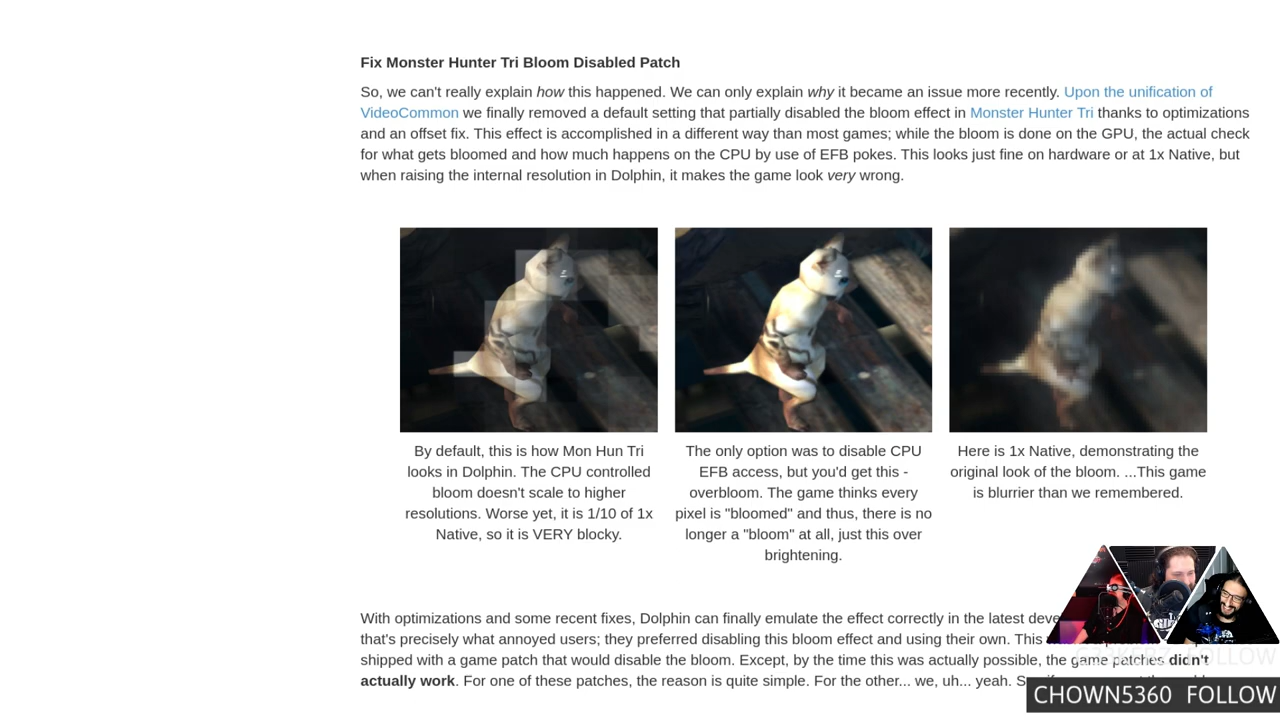 Fix Monster Hunter Tri Bloom Disabled Patch
So, we can't really explain how this happened. We can only explain why it became an issue more recently. Upon the unification of
VideoCommon we finally removed a default setting that partially disabled the bloom effect in Monster Hunter Tri thanks to optimizations
and an offset fix. This effect is accomplished in a different way than most games; while the bloom is done on the GPU, the actual check
for what gets bloomed and how much happens on the CPU by use of EFB pokes. This looks just fine on hardware or at 1x Native, but
when raising the internal resolution in Dolphin, it makes the game look very wrong.
By default, this is how Mon Hun Tri
looks in Dolphin. The CPU controlled
bloom doesn't scale to higher
resolutions. Worse yet, it is 1/10 of 1x
Native, so it is VERY blocky.
The only option was to disable CPU
EFB access, but you'd get this -
overbloom. The game thinks every
pixel is "bloomed" and thus, there is no
longer a "bloom" at all, just this over
brightening.
Here is 1x Native, demonstrating the
original look of the bloom. ...This game
is blurrier than we remembered.
With optimizations and some recent fixes, Dolphin can finally emulate the effect correctly in the latest
that's precisely what annoyed users; they preferred disabling this bloom effect and using their own. This
shipped with a game patch that would disable the bloom. Except, by the time this was actually possible, the game patches didn't
actually work. For one of these patches, the reason is quite simple. For the other... we, uh... yeah.
FOLLOW
CHOWN5360 FOLLOW